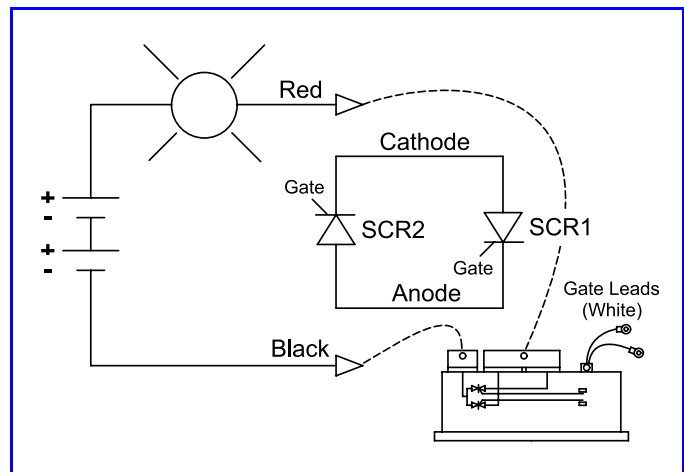 Red
Cathode
Gate
+
-
+
-
SCR2
SCR1
Gate
Anode
Gate Leads
(White)
Black